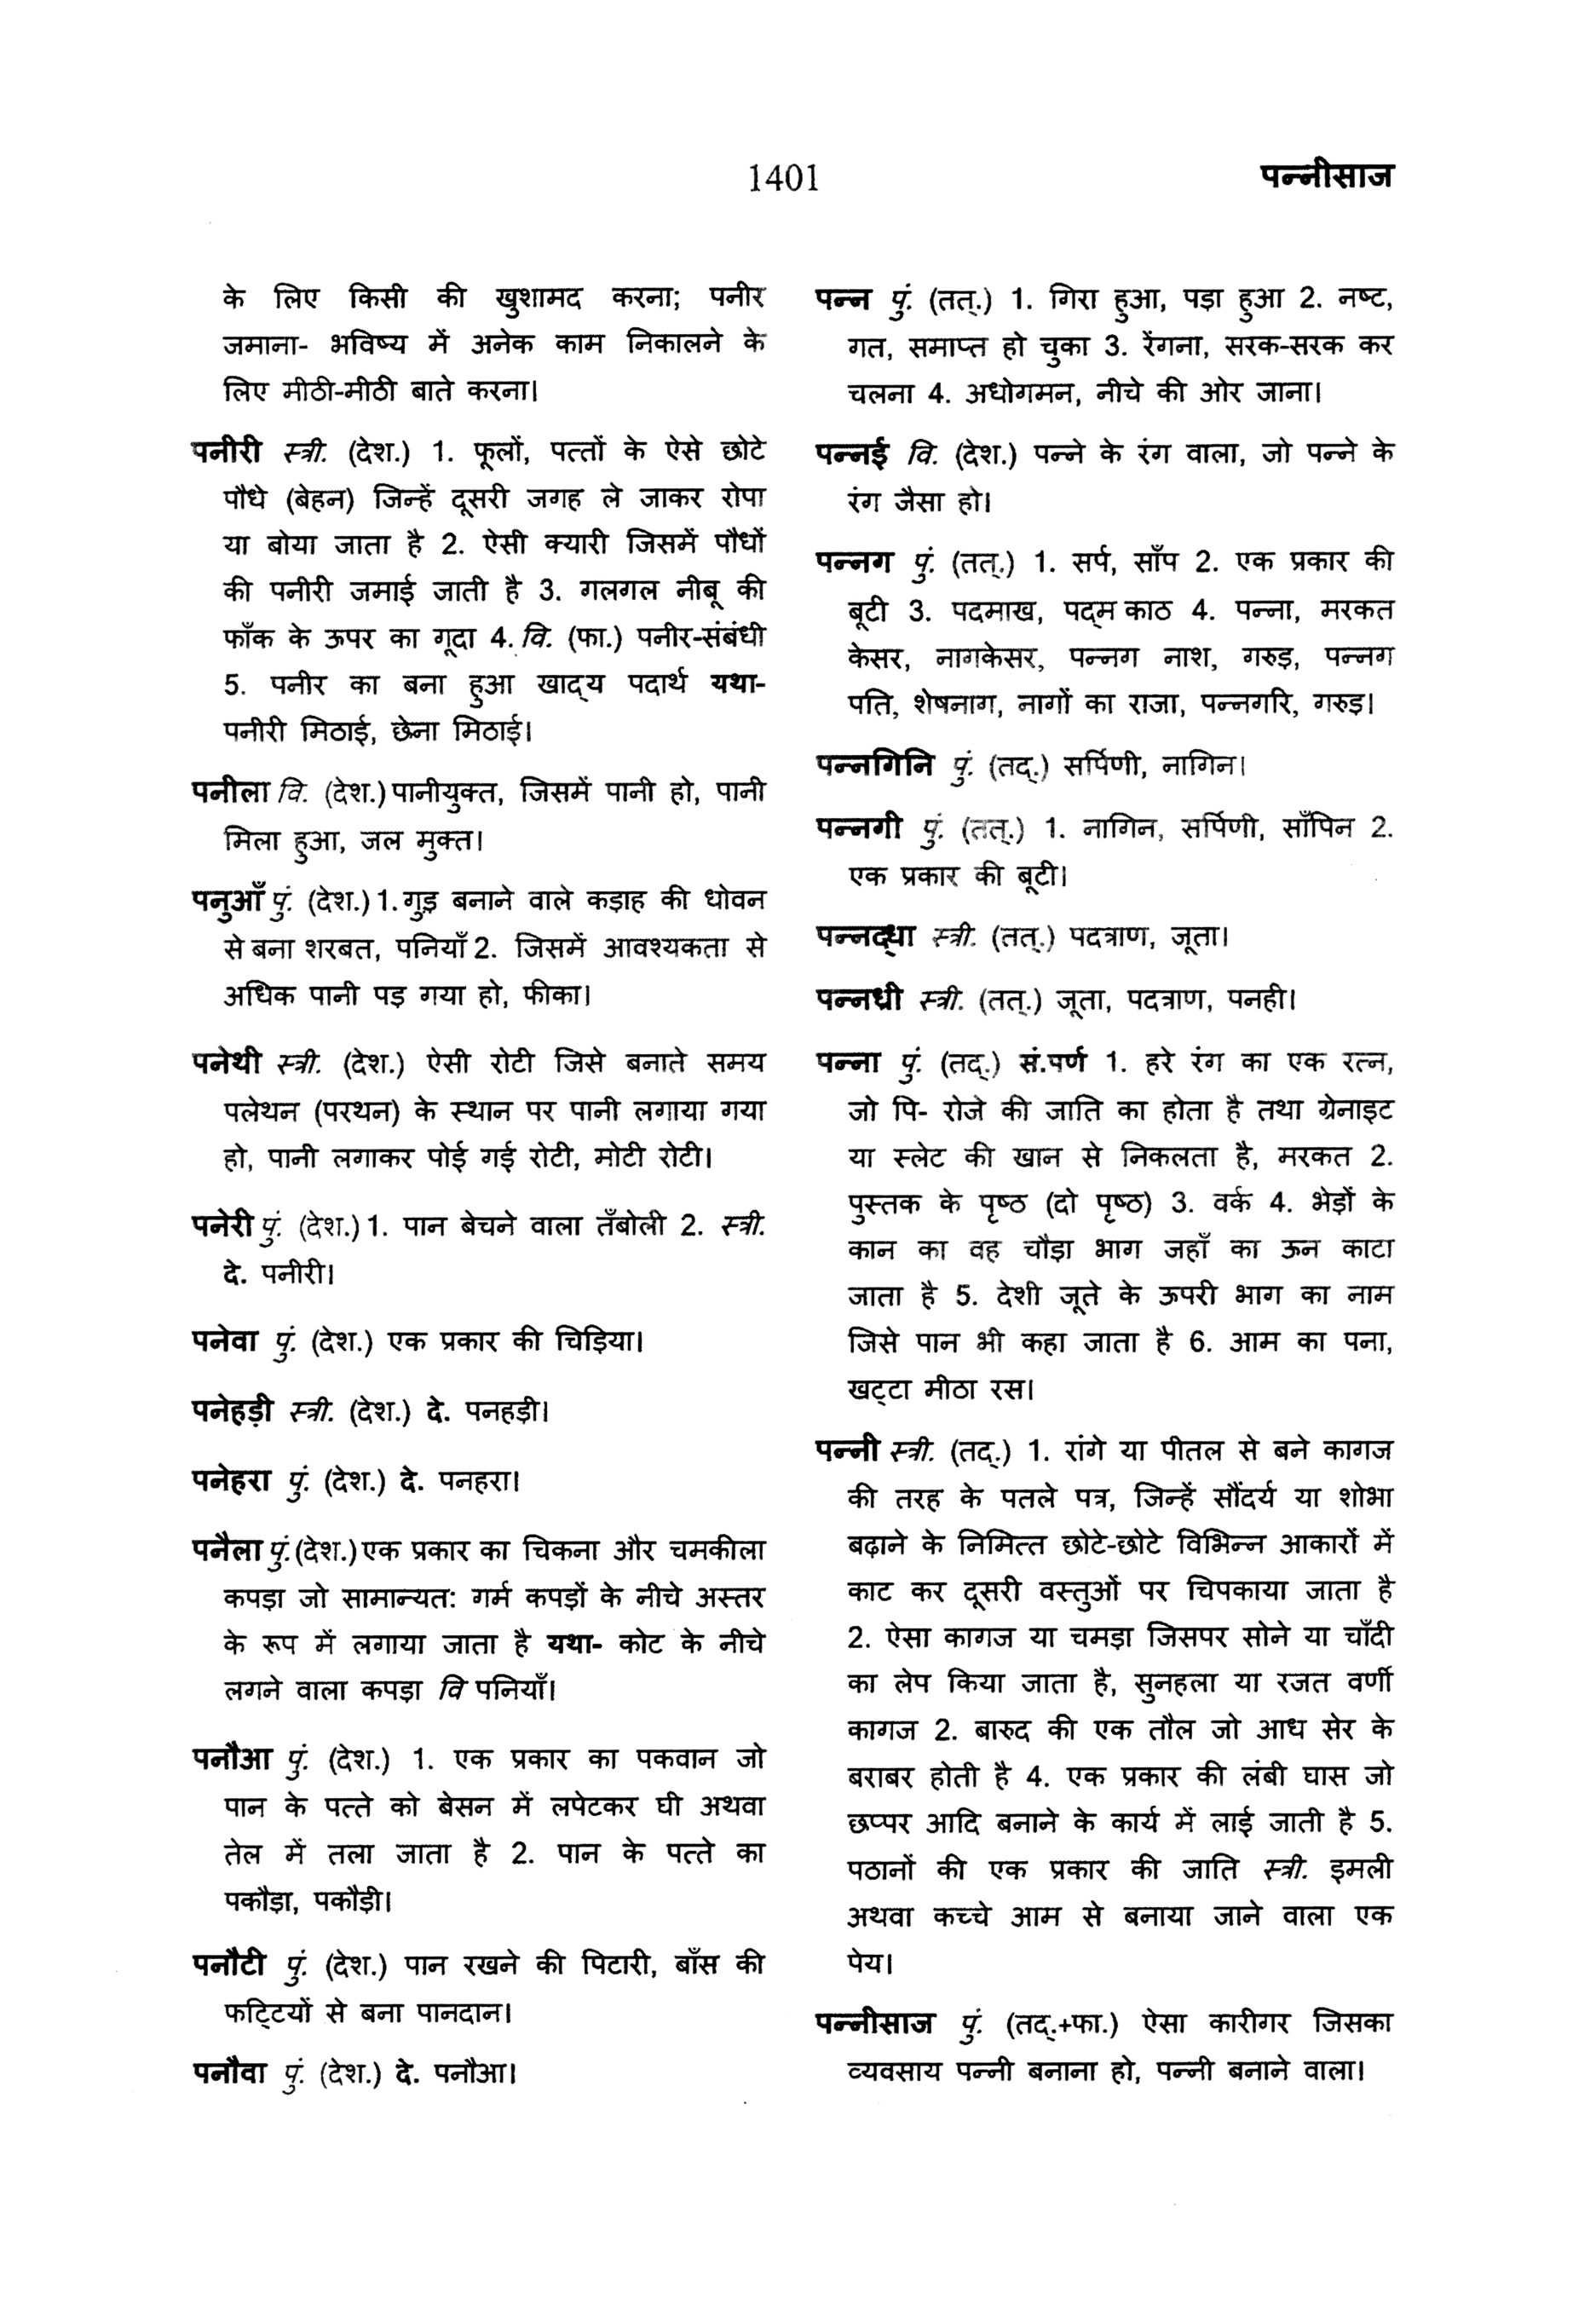 1401
पन्नीसाज
के लिए किसी की खुशामद करना; पनीर
जमाना- भविष्य में अनेक काम निकालने के
लिए मीठी-मीठी बाते करना।
पनीरी स्त्री. (देश.) 1. फूलों, पत्तों के ऐसे छोटे
पौधे (बेहन) जिन्हें दूसरी जगह ले जाकर रोपा
या बोया जाता है 2. ऐसी क्यारी जिसमें पौधों
की पनीरी जमाई जाती है 3. गलगल नीबू की
फाँक के ऊपर का गूदा 4. वि. (फा.) पनीर-संबंधी
5. पनीर का बना हुआ खाद्य पदार्थ यथा-
पनीरी मिठाई, छेना मिठाई।
पनीला वि. (देश.) पानीयुक्त, जिसमें पानी हो, पानी
मिला हुआ, जल मुक्त।
पनुआँ पुं. (देश.) 1. गुड़ बनाने वाले कड़ाह की धोवन
से बना शरबत, पनियाँ 2. जिसमें आवश्यकता से
अधिक पानी पड़ गया हो, फीका।
पनेथी स्त्री. (देश.) ऐसी रोटी जिसे बनाते समय
पलेथन (परथन) के स्थान पर पानी लगाया गया
हो, पानी लगाकर पोई गई रोटी, मोटी रोटी।
पनेरी पुं. (देश.) 1. पान बेचने वाला तँबोली 2. स्त्री.
दे. पनीरी।
पनेवा पुं. (देश.) एक प्रकार की चिड़िया।
पनेहड़ी स्त्री. (देश.) दे. पनहड़ी।
पनेहरा पुं. (देश.) दे. पनहरा।
पनैला पुं. (देश.) एक प्रकार का चिकना और चमकीला
कपड़ा जो सामान्यत: गर्म कपड़ों के नीचे अस्तर
के रूप में लगाया जाता है यथा- कोट के नीचे
लगने वाला कपड़ा वि पनियाँ।
पनौआ पुं. (देश.) 1. एक प्रकार का पकवान जो
पान के पत्ते को बेसन में लपेटकर घी अथवा
तेल में तला जाता है 2. पान के पत्ते का
पकौड़ा, पकौड़ी।
पनौटी पुं. (देश.) पान रखने की पिटारी, बाँस की
फट्टियों से बना पानदान।
पनौवा पुं. (देश.) दे. पनौआ।
पन्न पुं. (तत्.) 1. गिरा हुआ, पड़ा हुआ 2. नष्ट,
गत, समाप्त हो चुका 3. रेंगना, सरक-सरक कर
चलना 4. अधोगमन, नीचे की ओर जाना।
पन्नई वि. (देश.) पन्ने के रंग वाला, जो पन्ने के
रंग जैसा हो।
पन्नग पुं. (तत्.) 1. सर्प, साँप 2. एक प्रकार की
बूटी 3. पदमाख, पद्म काठ 4. पन्ना, मरकत
केसर, नागकेसर, पन्नग नाश, गरुड़, पन्नग
पति, शेषनाग, नागों का राजा, पन्नगरि, गरुड़।
पन्नगिनि पुं. (तद्.) सर्पिणी, नागिन।
पन्नगी पुं. (तत्.) 1. नागिन, सर्पिणी, साँपिन 2.
एक प्रकार की बूटी।
पन्नद्धा स्त्री. (तत्.) पदत्राण, जूता।
पन्नध्री स्त्री. (तत्.) जूता, पदत्राण, पनही।
पन्ना पुं. (तद्.) सं.पर्ण 1. हरे रंग का एक रत्न,
जो पि- रोजे की जाति का होता है तथा ग्रेनाइट
या स्लेट की खान से निकलता है, मरकत 2.
पुस्तक के पृष्ठ (दो पृष्ठ) 3. वर्क 4. भेड़ों के
कान का वह चौड़ा भाग जहाँ का ऊन काटा
जाता है 5. देशी जूते के ऊपरी भाग का नाम
जिसे पान भी कहा जाता है 6. आम का पना,
खट्टा मीठा रस।
पन्नी स्त्री. (तद्.) 1. रांगे या पीतल से बने कागज
की तरह के पतले पत्र, जिन्हें सौंदर्य या शोभा
बढ़ाने के निमित्त छोटे-छोटे विभिन्न आकारों में
काट कर दूसरी वस्तुओं पर चिपकाया जाता है
2. ऐसा कागज या चमड़ा जिसपर सोने या चाँदी
का लेप किया जाता है, सुनहला या रजत वर्णी
कागज 2. बारुद की एक तौल जो आध सेर के
बराबर होती है 4. एक प्रकार की लंबी घास जो
छप्पर आदि बनाने के कार्य में लाई जाती है 5.
पठानों की एक प्रकार की जाति स्त्री. इमली
अथवा कच्चे आम से बनाया जाने वाला एक
पेय।
पन्नीसाज पुं. (तद्.+फा.) ऐसा कारीगर जिसका
व्यवसाय पन्नी बनाना हो, पन्नी बनाने वाला।